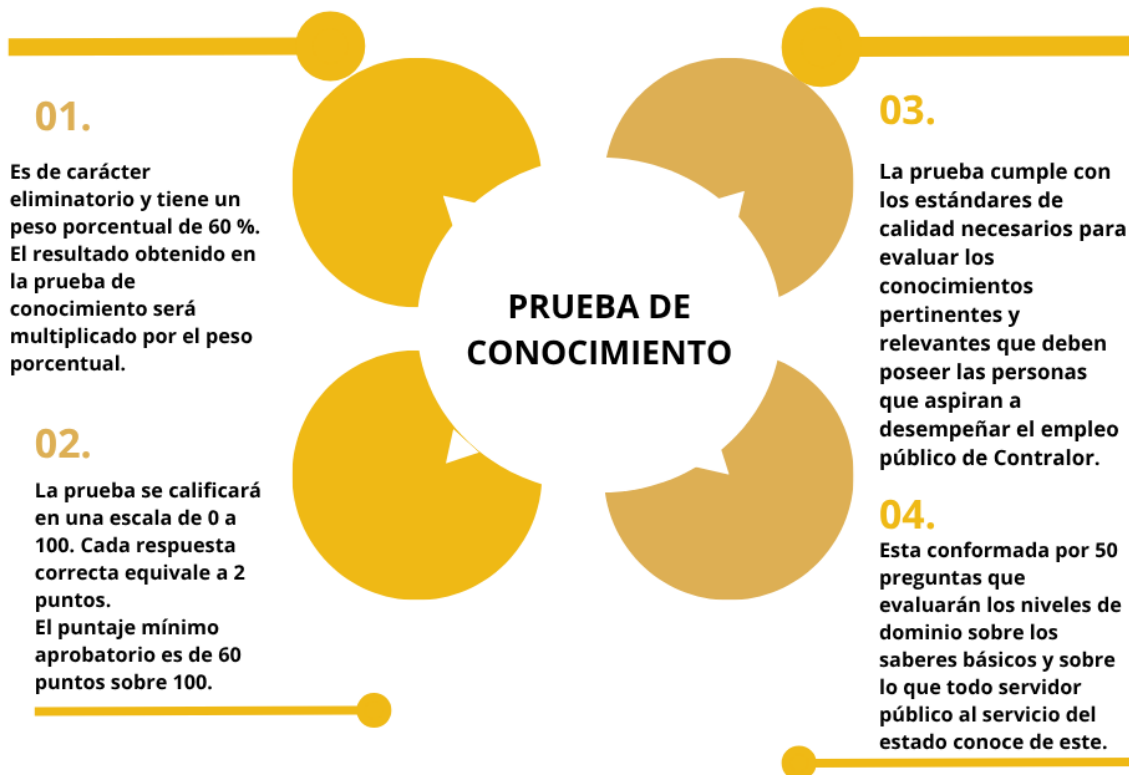 01.
Es de carácter
eliminatorio y tiene un
peso porcentual de 60 %.
El resultado obtenido en
la prueba de
conocimiento será
multiplicado por el peso
porcentual.
02.
La prueba se calificará
en una escala de 0 a
100. Cada respuesta
correcta equivale a 2
puntos.
El puntaje mínimo
aprobatorio es de 60
puntos sobre 100.
PRUEBA DE
CONOCIMIENTO
03.
La prueba cumple con
los estándares de
calidad necesarios para
evaluar los
conocimientos
pertinentes y
relevantes que deben
poseer las personas
que aspiran a
desempeñar el empleo
público de Contralor.
04.
Esta conformada por 50
preguntas que
evaluarán los niveles de
dominio sobre los
saberes básicos y sobre
lo que todo servidor
público al servicio del
estado conoce de este.